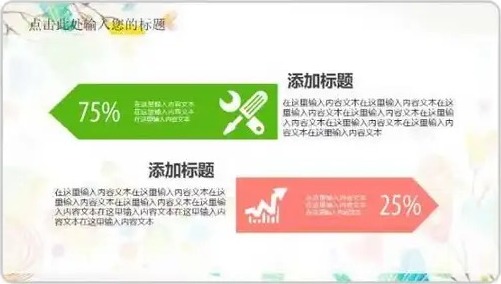 点击此处输入您的标题
添加标题
75%
在这里输入内容文本
在这里输入内容文本
在这里输入内容文本
在这里输入内容文本在这里输入内容文本在这
里输入内容文本在这里输入内容文本在这里输
入内容文本在这里输入内容文本在这里输入内
容文本在这里输入内容文本
添加标题
在这里输入内容文本在这里输入内容文本在这
里输入内容文本在这里输入内容文本在这里输
入内容文本在这里输入内容文本在这里输入内
容文本在这里输入内容文本
在这里输入内容文本
在这里输入内容文本
在这里输入内容文本
25%